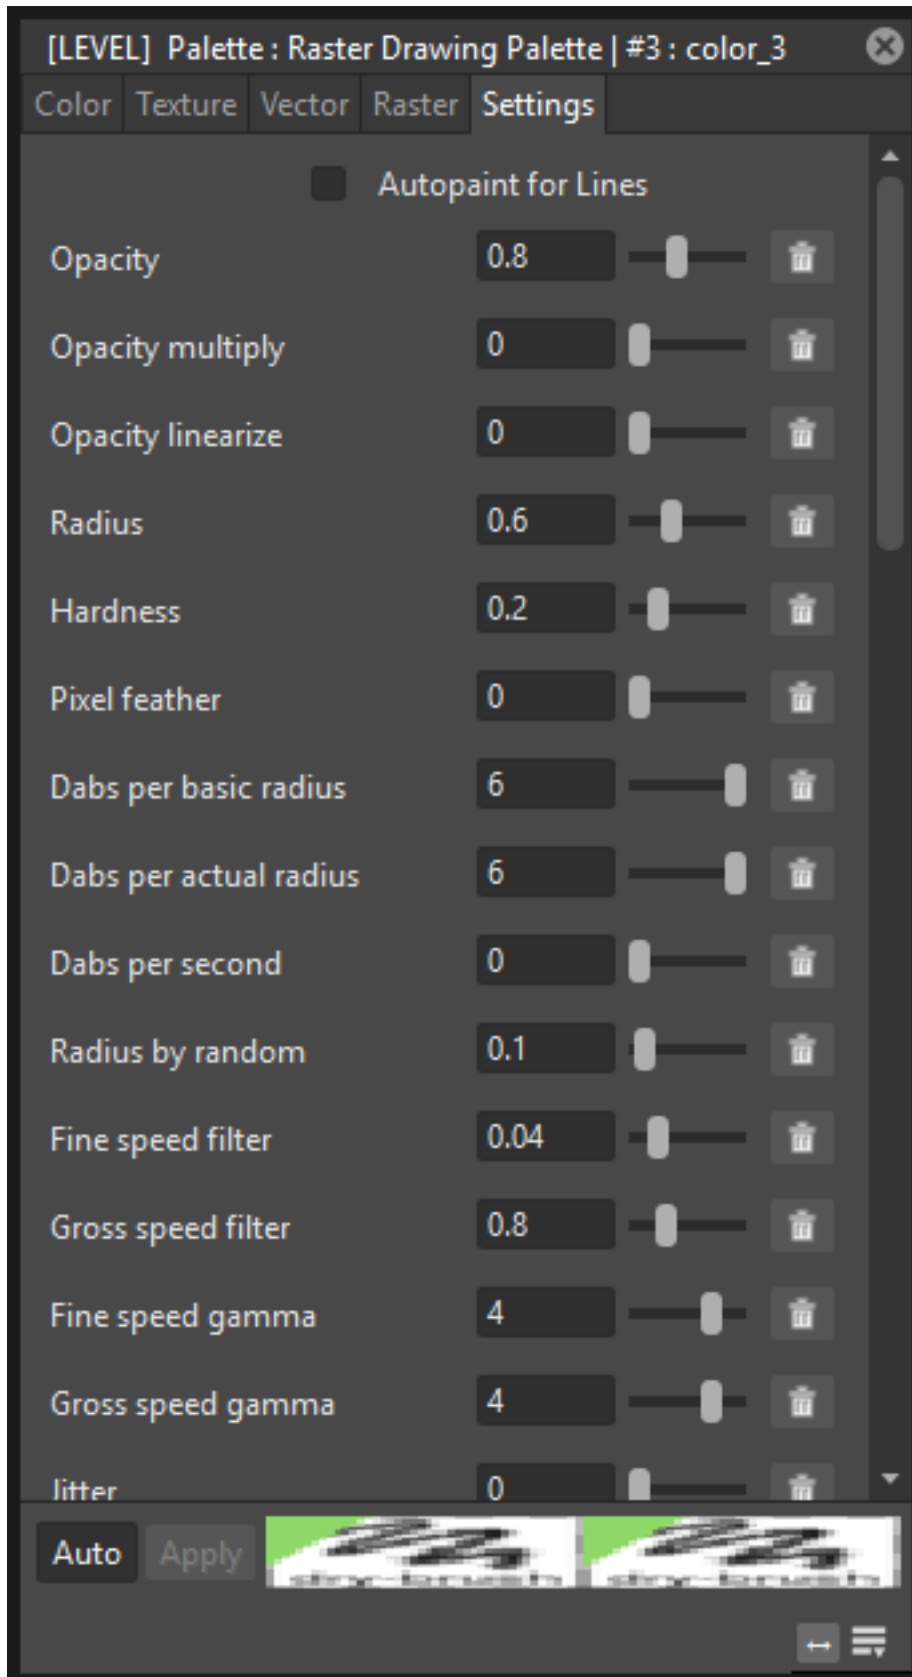 [LEVEL] Palette : Raster Drawing Palette | #3 : color_3
Color Texture Vector Raster Settings
Autopaint for Lines
Opacity 0.8
Opacity multiply 0
Opacity linearize 0
Radius 0.6
Hardness 0.2
Pixel feather 0
Dabs per basic radius 6
Dabs per actual radius 6
Dabs per second 0
Radius by random 0.1
Fine speed filter 0.04
Gross speed filter 0.8
Fine speed gamma 4
Gross speed gamma 4
Jitter 0
Auto Apply